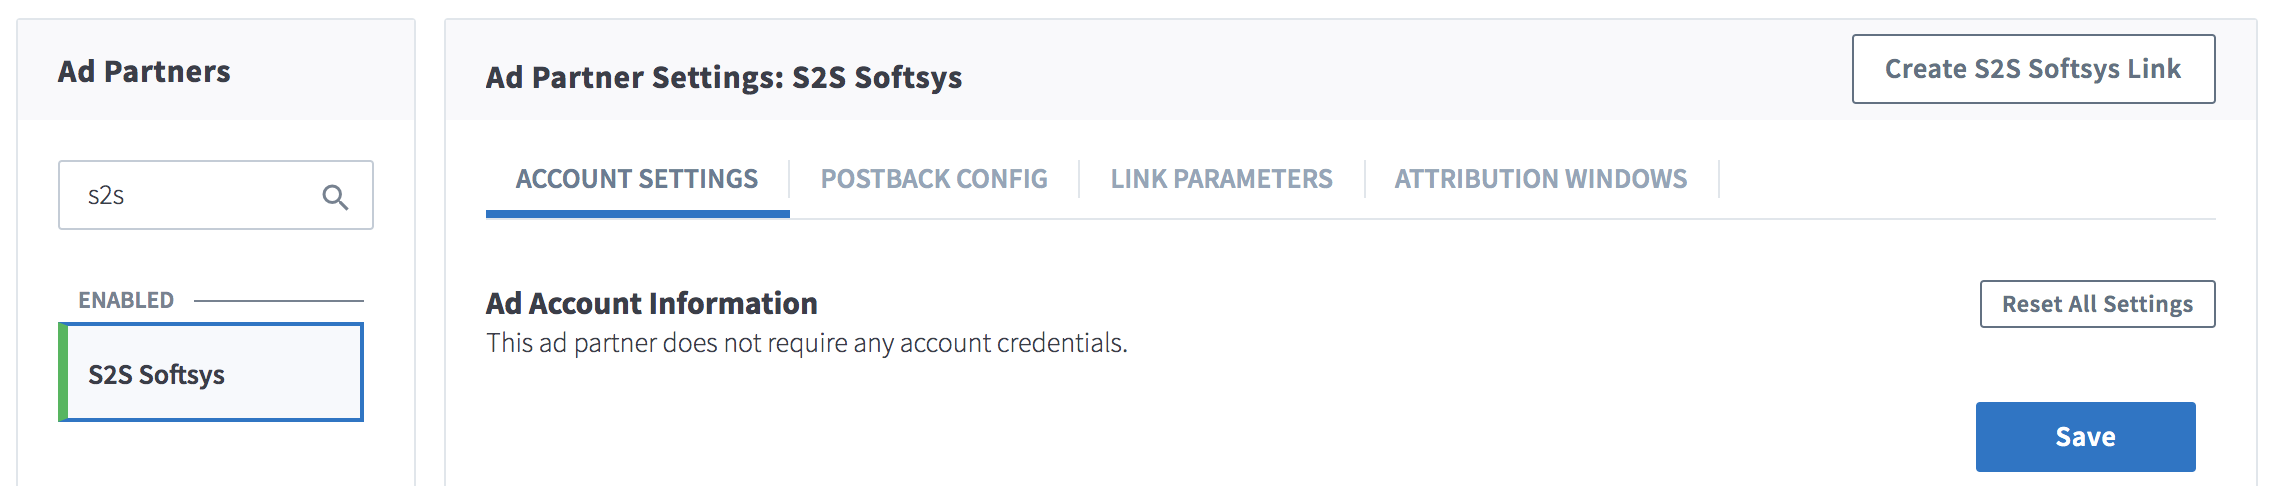 Ad Partners
s2s
ENABLED
S2S Softsys
Ad Partner Settings: S2S Softsys
Create S2S Softsys Link
ACCOUNT SETTINGS
POSTBACK CONFIG
LINK PARAMETERS
ATTRIBUTION WINDOWS
Ad Account Information
Reset All Settings
This ad partner does not require any account credentials.
Save